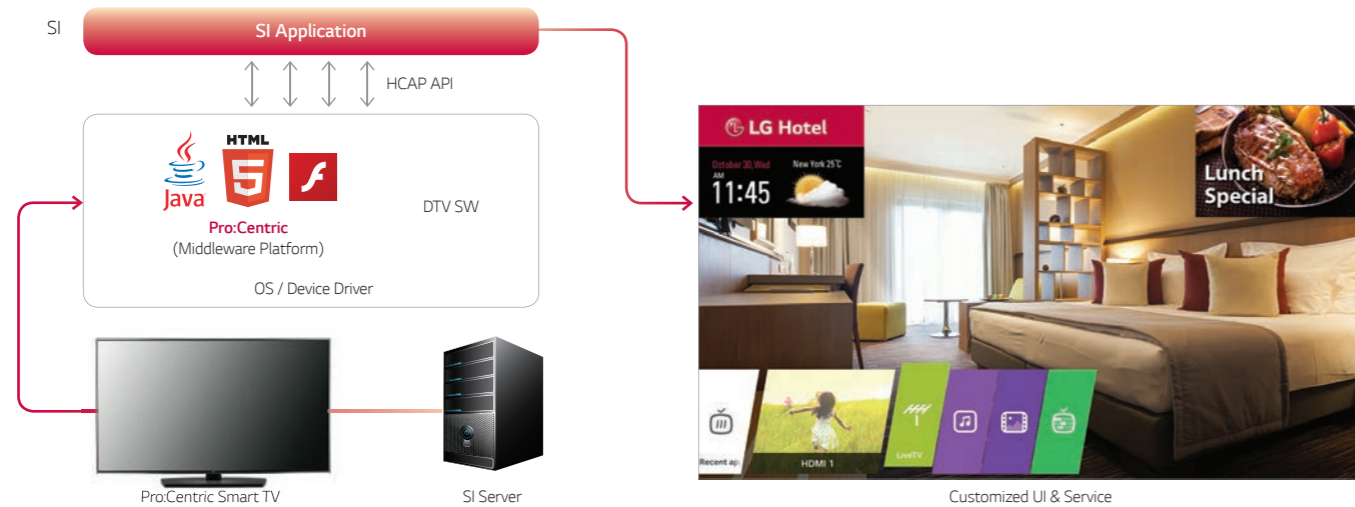 SI
SI Application
HCAP API
HTML
Java
Pro:Centric
(Middleware Platform)
DTV SW
OS / Device Driver
Pro:Centric Smart TV
SI Server
LG Hotel
October 30,Wed
AM
11:45
New York 25℃
Lunch
Special
Recent ap
HDMI 1
LiveTV
Customized UI & Service